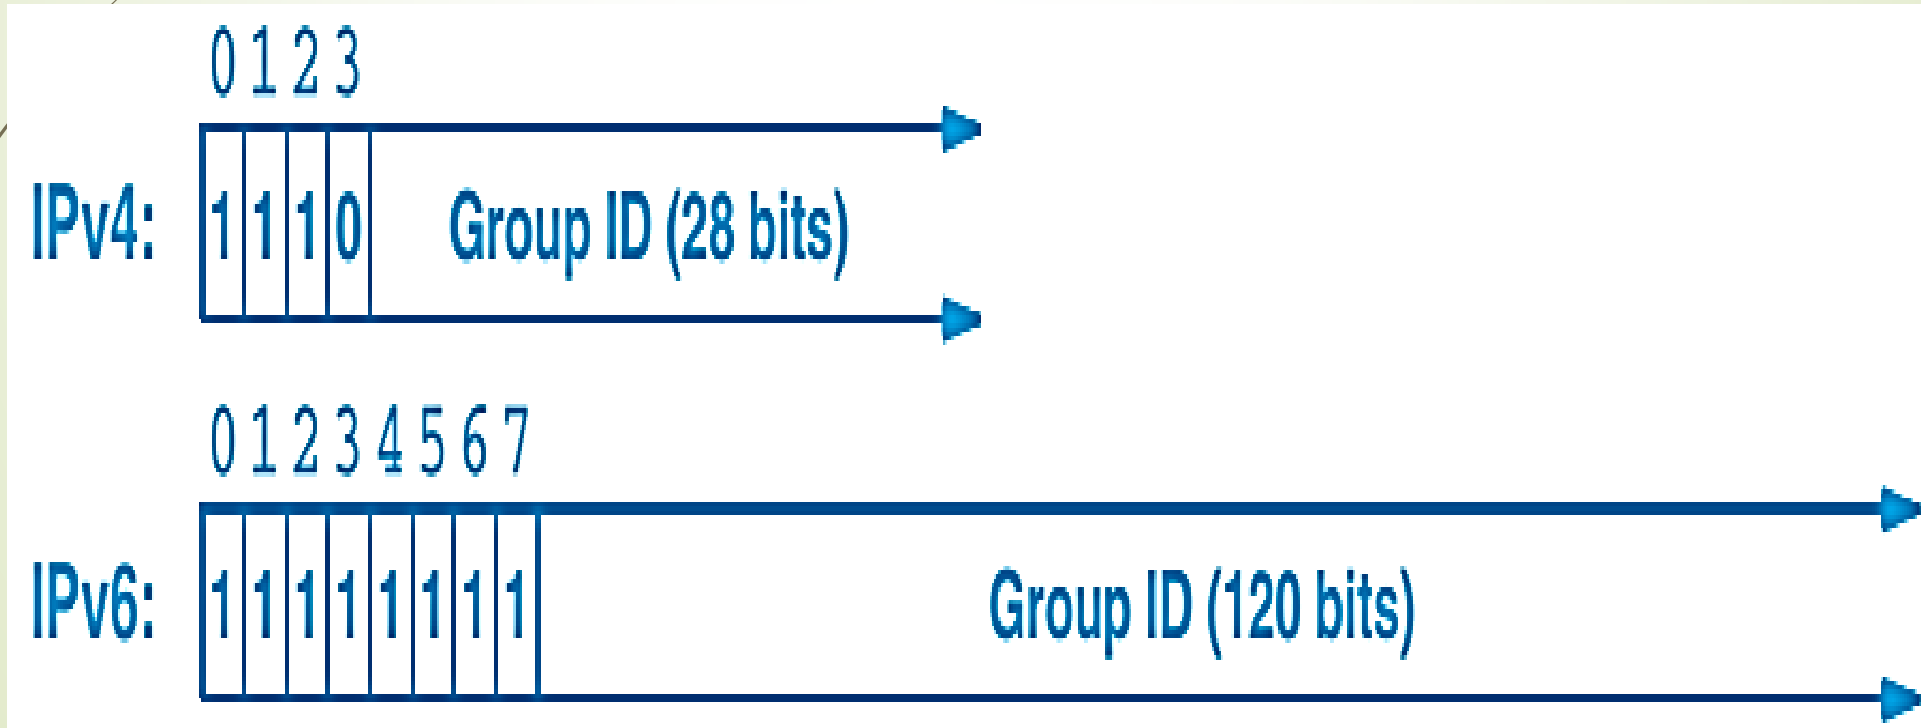 0 1 2 3
IPv4: 1 1 1 0 Group ID (28 bits)
0 1 2 3 4 5 6 7
IPv6: 1 1 1 1 1 1 1 1 Group ID (120 bits)